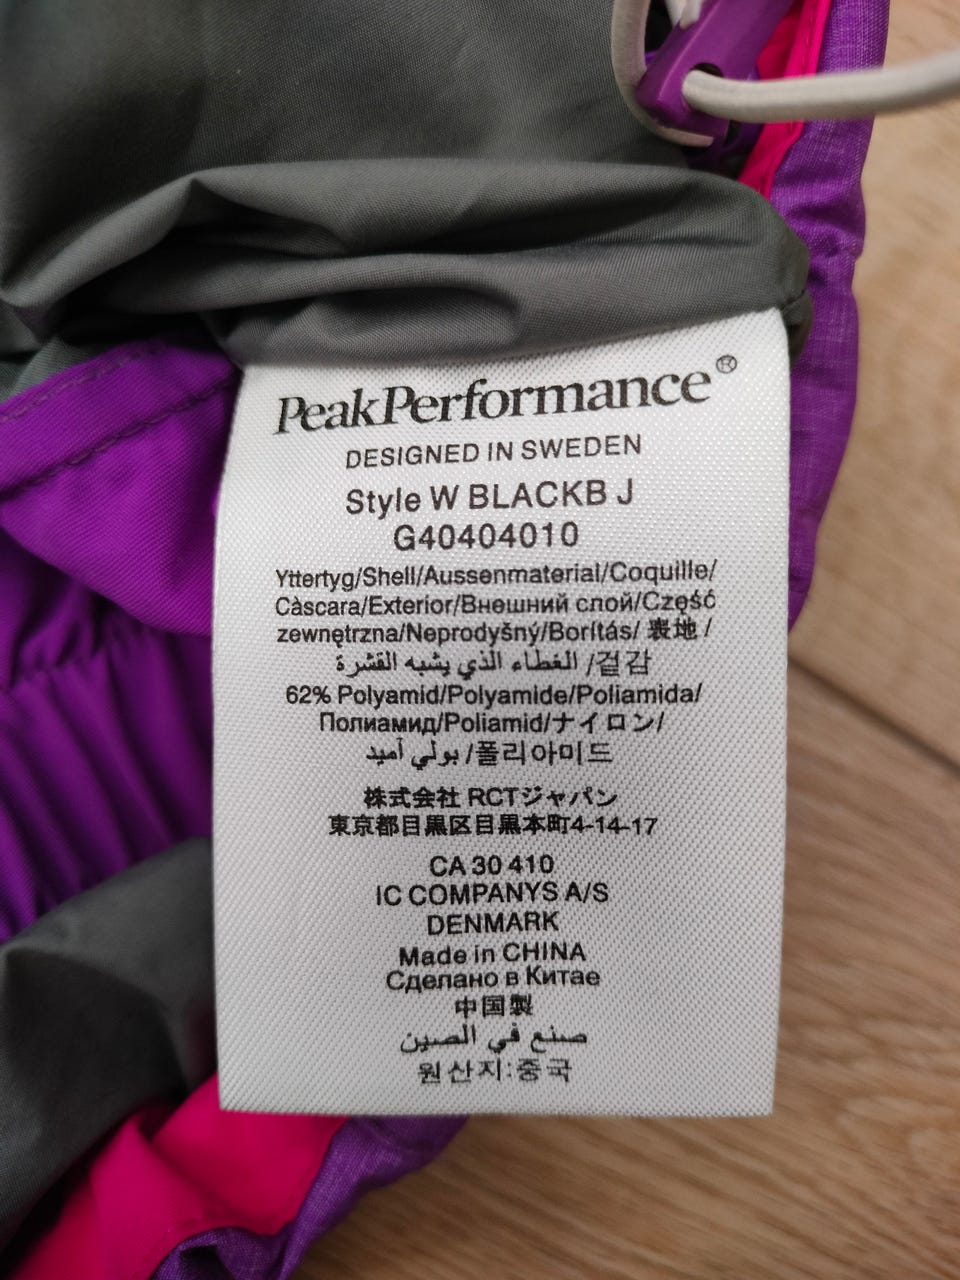 PeakPerformance®
DESIGNED IN SWEDEN
Style W BLACKB J
G40404010
Yttertyg/Shell/Aussenmaterial/Coquille/
Càscara/Exterior/Внешний слой/Część
zewnętrzna/Neprodyšný/Borítás/ 表地 /
겉감/ الغطاء الذي يشبه القشرة
62% Polyamid/Polyamide/Poliamida/
Полиамид/Poliamid/ナイロン/
폴리아미드/ بولي أميد
株式会社 RCTジャパン
東京都目黒区目黒本町4-14-17
CA 30 410
IC COMPANYS A/S
DENMARK
Made in CHINA
Сделано в Китае
中国製
صنع في الصين
원산지:중국